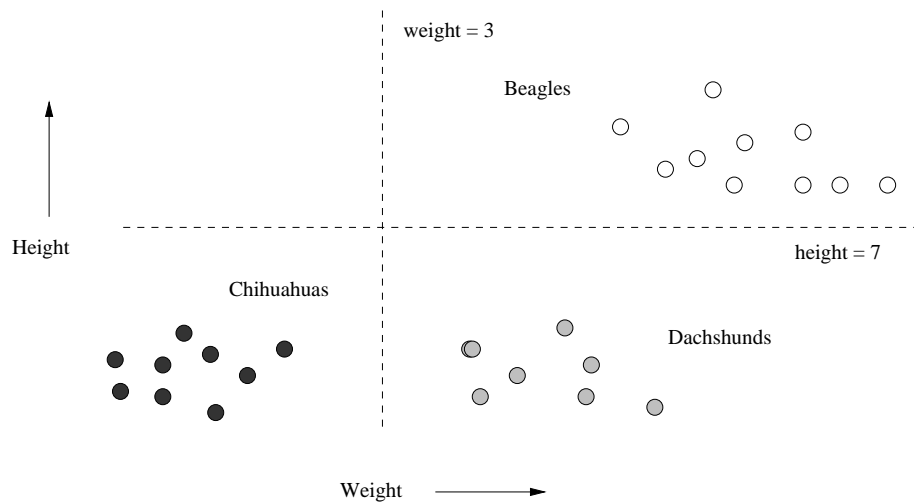 weight = 3
Beagles
Height
height = 7
Chihuahuas
Dachshunds
Weight